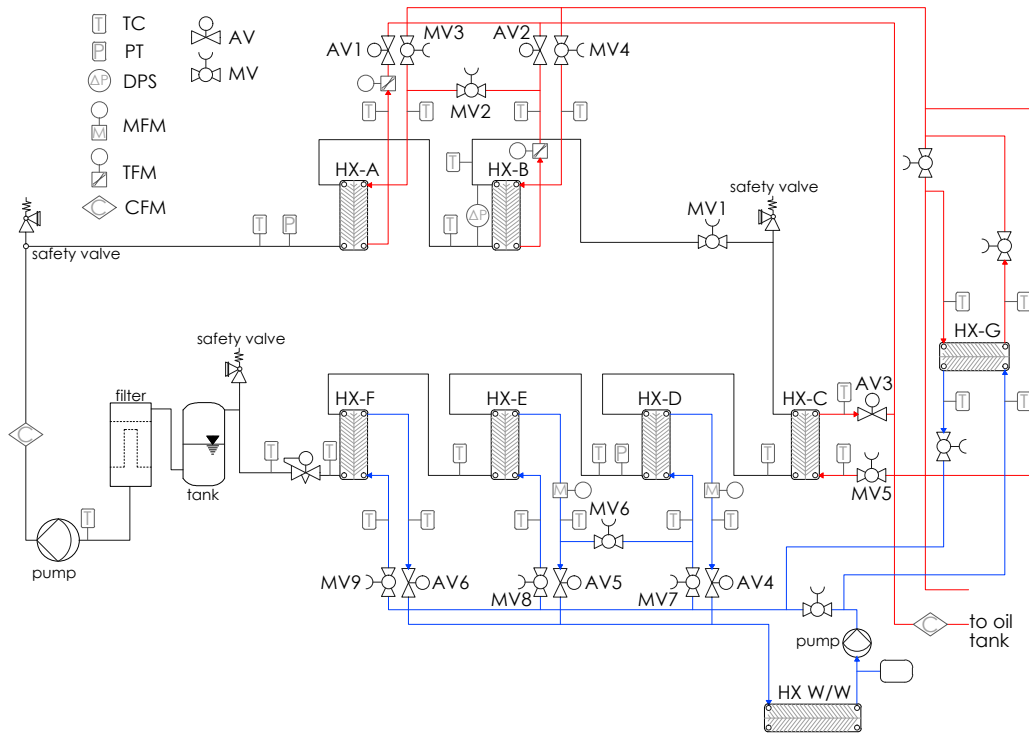 T TC
P PT
ΔP DPS
M MFM
TFM
C CFM
AV
MV
AV1
MV3
AV2
MV4
MV2
T
T
T
T
HX-A
T
HX-B
safety valve
MV1
safety valve
T
P
T
ΔP
T
T
HX-G
safety valve
T
T
filter
HX-F
HX-E
HX-D
HX-C
T
AV3
C
tank
T
T
T
T
P
T
T
MV5
M
M
T
pump
T
T
T
T
MV6
T
T
MV9
AV6
MV8
AV5
MV7
AV4
pump
C
to oil
tank
HX W/W